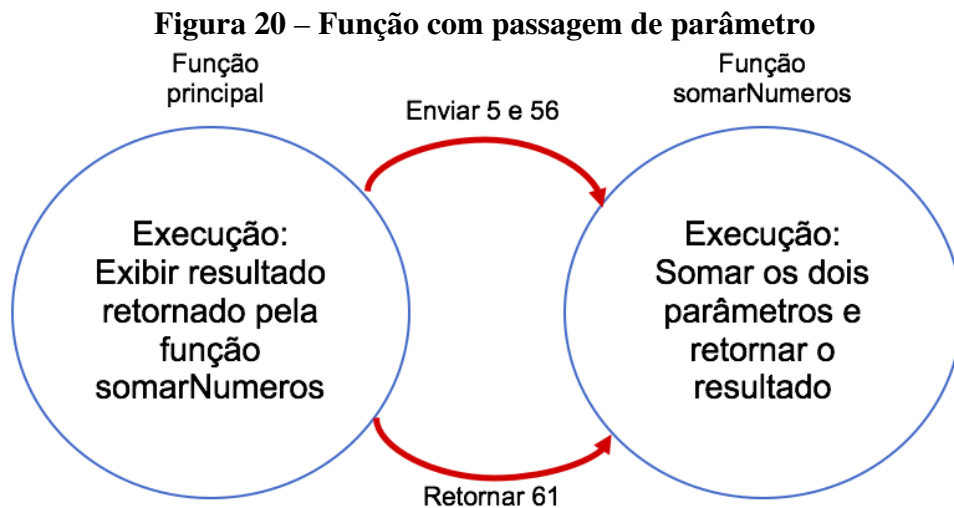 Figura 20 – Função com passagem de parâmetro
Função
principal
Função
somarNumeros
Enviar 5 e 56
Execução:
Exibir resultado
retornado pela
função
somarNumeros
Execução:
Somar os dois
parâmetros e
retornar o
resultado
Retornar 61